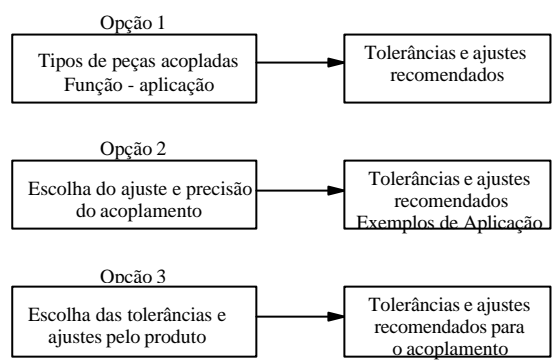 Opção 1
Tipos de peças acopladas
Função - aplicação
Tolerâncias e ajustes
recomendados
Opção 2
Escolha do ajuste e precisão
do acoplamento
Tolerâncias e ajustes
recomendados
Exemplos de Aplicação
Opção 3
Escolha das tolerâncias e
ajustes pelo produto
Tolerâncias e ajustes
recomendados para
o acoplamento